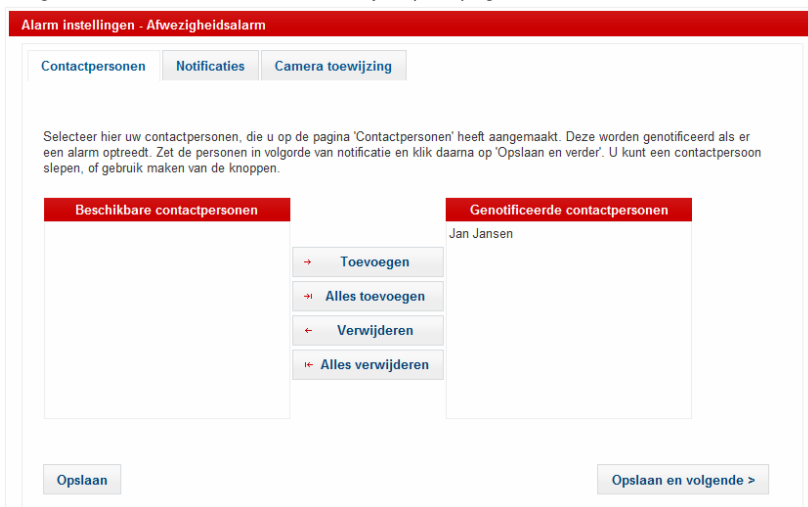 Alarm instellingen - Afwezigheidsalarm
Contactpersonen Notificaties Camera toewijzing
Selecteer hier uw contactpersonen, die u op de pagina 'Contactpersonen' heeft aangemaakt. Deze worden genotificeerd als er
een alarm optreedt. Zet de personen in volgorde van notificatie en klik daarna op 'Opslaan en verder'. U kunt een contactpersoon
slepen, of gebruik maken van de knoppen.
Beschikbare contactpersonen
Genotificeerde contactpersonen
Jan Jansen
Toevoegen
Alles toevoegen
Verwijderen
Alles verwijderen
Opslaan
Opslaan en volgende >